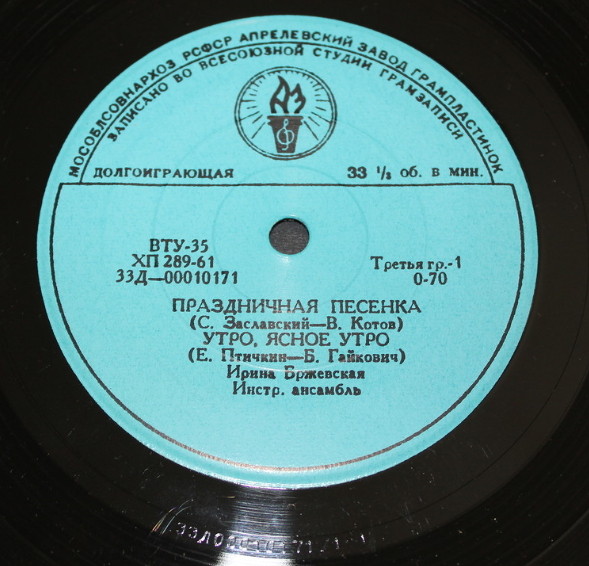 МОСОБЛСОВНАРХОЗ РСФСР АПРЕЛЕВСКИЙ ЗАВОД ГРАМПЛАСТИНОК
ЗАПИСАНО ВО ВСЕСОЮЗНОЙ СТУДИИ ГРАМЗАПИСИ
АЗ
ДОЛГОИГРАЮЩАЯ 33 1/3 об. в мин.
ВТУ-35
ХП 289-61 Третья гр.-1
33Д—00010171 0-70
ПРАЗДНИЧНАЯ ПЕСЕНКА
(С. Заславский—В. Котов)
УТРО, ЯСНОЕ УТРО
(Е. Птичкин—Б. Гайкович)
Ирина Бржевская
Инстр. ансамбль